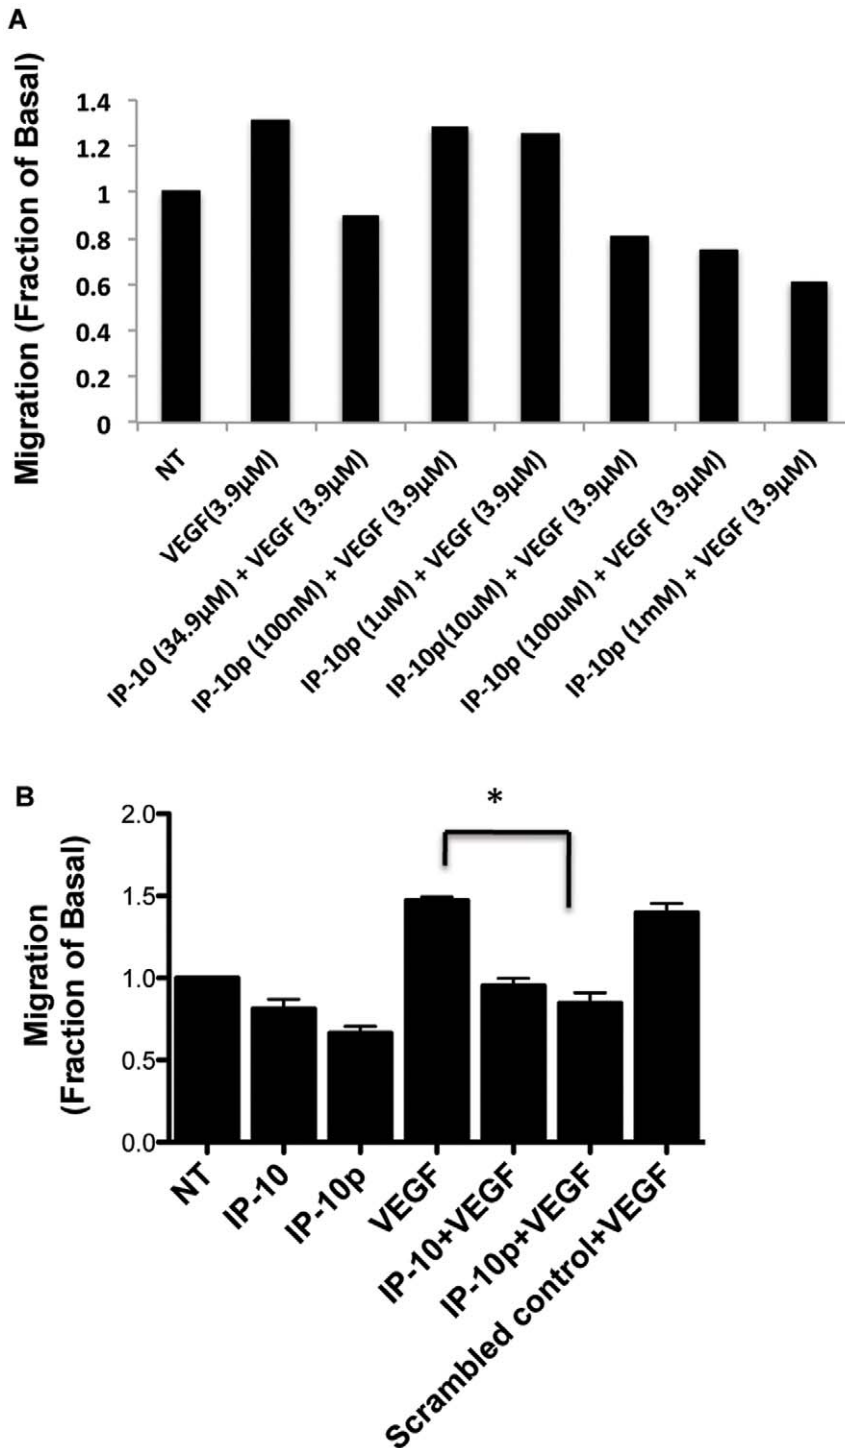 A
Migration (Fraction of Basal)
1.4
1.2
1
0.8
0.6
0.4
0.2
0
NT
VEGF(3.9µM)
IP-10 (34.9µM) + VEGF (3.9µM)
IP-10p (100nM) + VEGF (3.9µM)
IP-10p (1uM) + VEGF (3.9µM)
IP-10p(10uM) + VEGF (3.9µM)
IP-10p (100uM) + VEGF (3.9µM)
IP-10p (1mM) + VEGF (3.9µM)
B
Migration
(Fraction of Basal)
2.0
1.5
1.0
0.5
0.0
*
NT
IP-10
IP-10p
VEGF
IP-10+VEGF
IP-10p+VEGF
Scrambled control+VEGF